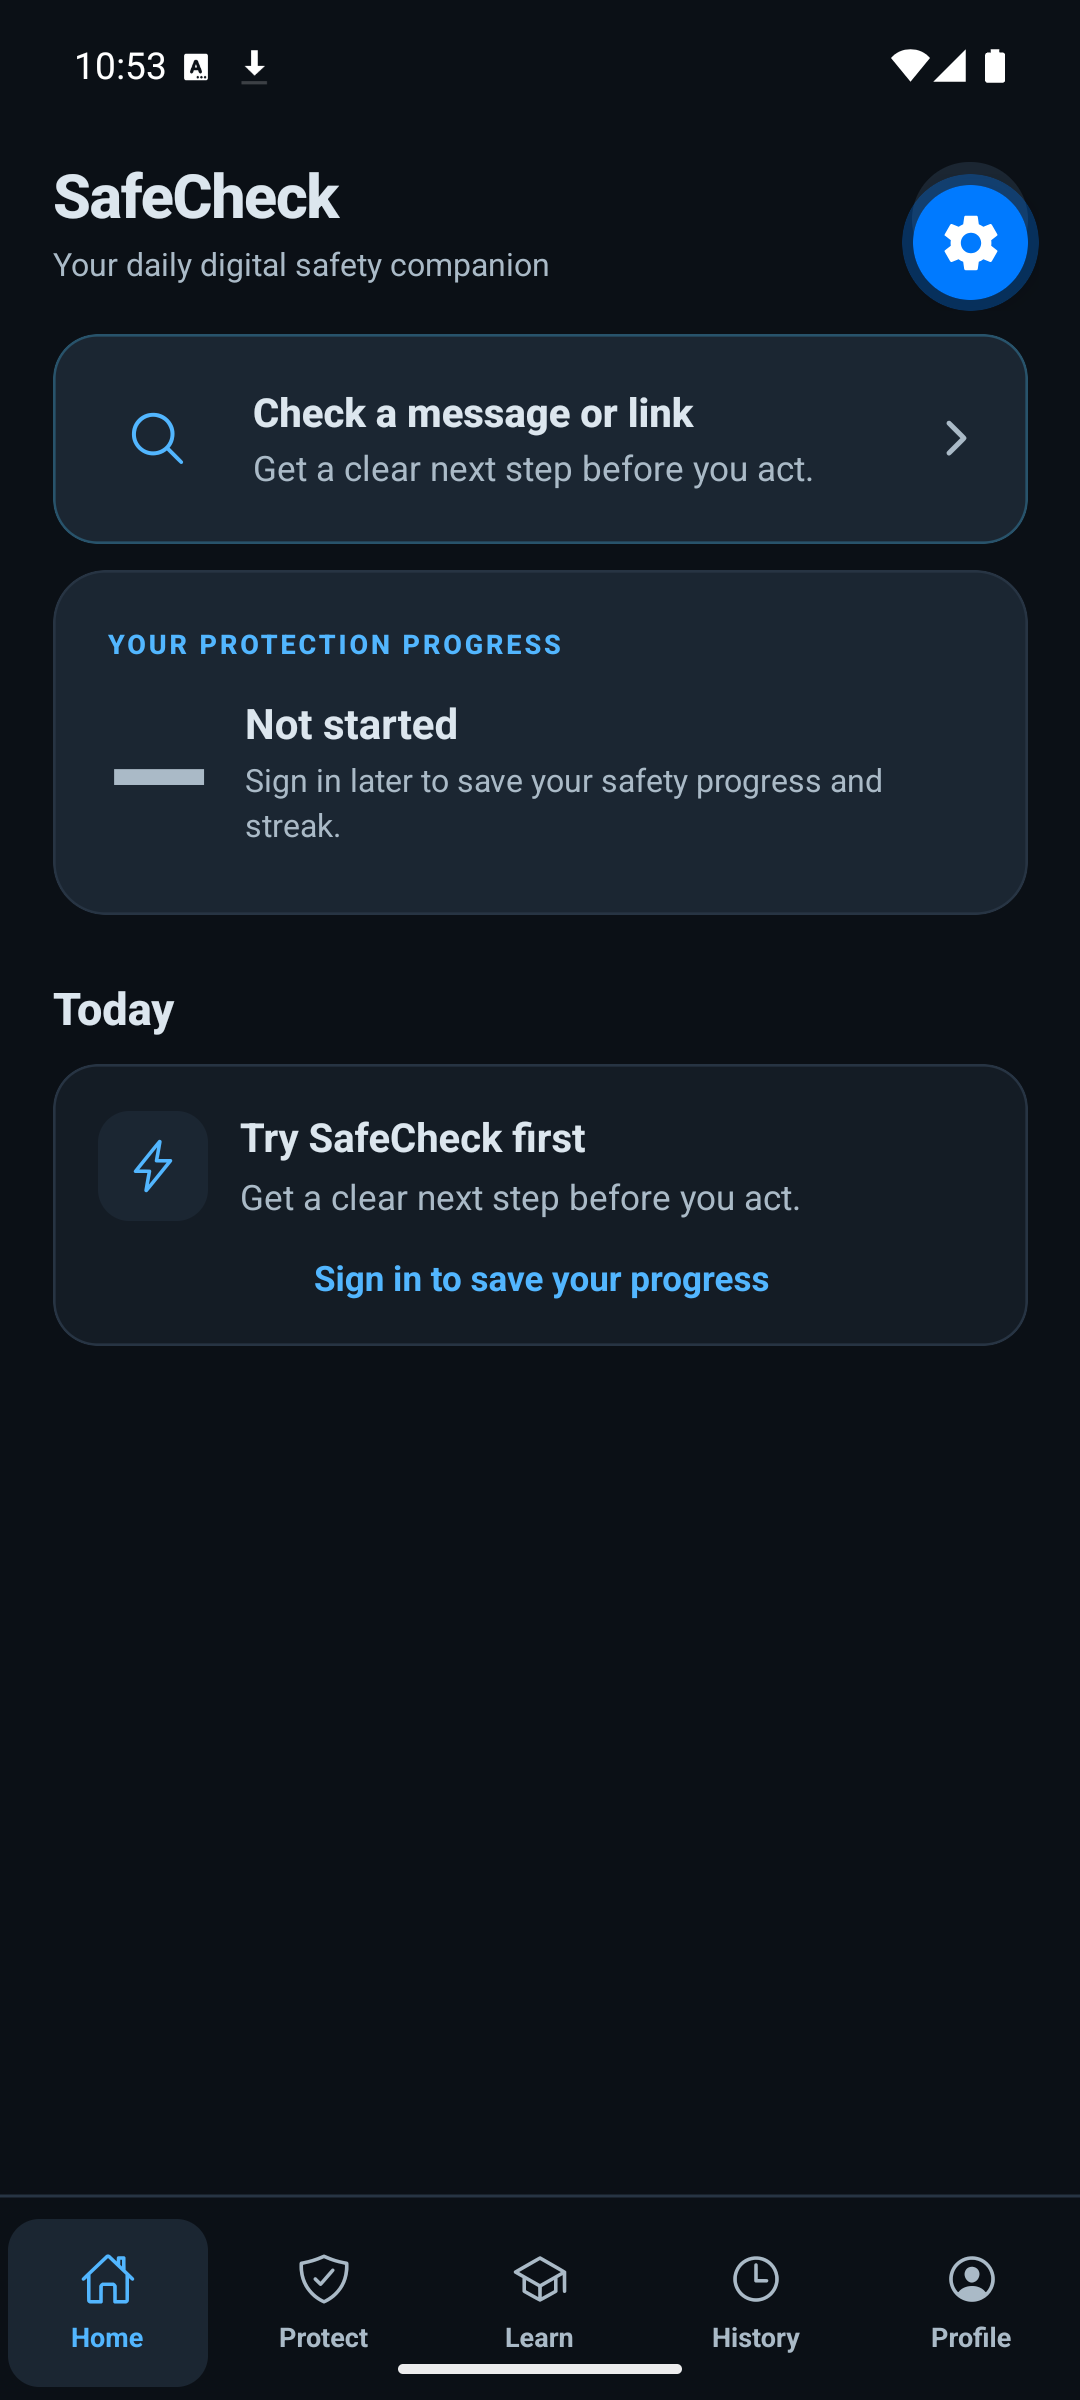 10:53
SafeCheck
Your daily digital safety companion
Check a message or link
Get a clear next step before you act.
YOUR PROTECTION PROGRESS
Not started
Sign in later to save your safety progress and
streak.
Today
Try SafeCheck first
Get a clear next step before you act.
Sign in to save your progress
Home
Protect
Learn
History
Profile